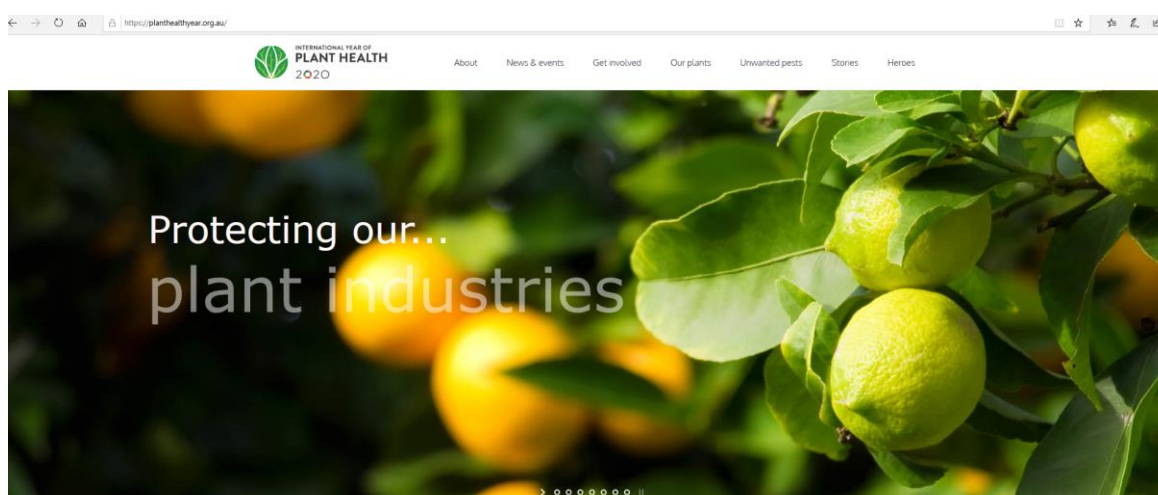 https://planthealthyear.org.au/
INTERNATIONAL YEAR OF
PLANT HEALTH
2020
About News & events Get involved Our plants Unwanted pests Stories Heroes
Protecting our...
plant industries